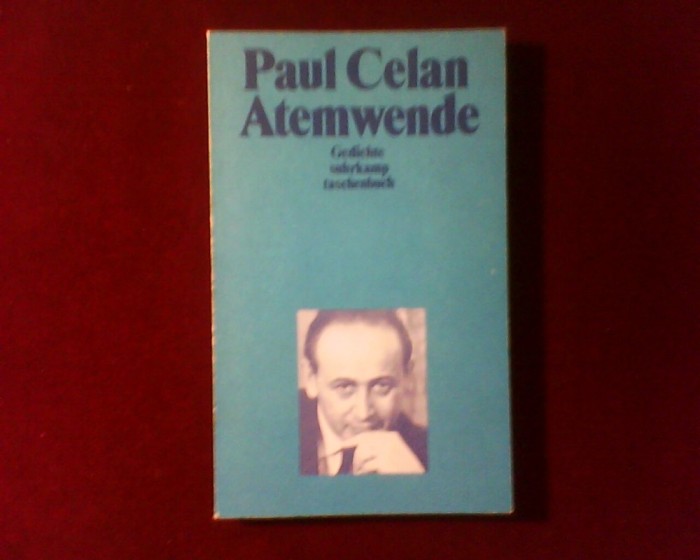 Paul Celan
Atemwende
Gedichte
suhrkamp
taschenbuch